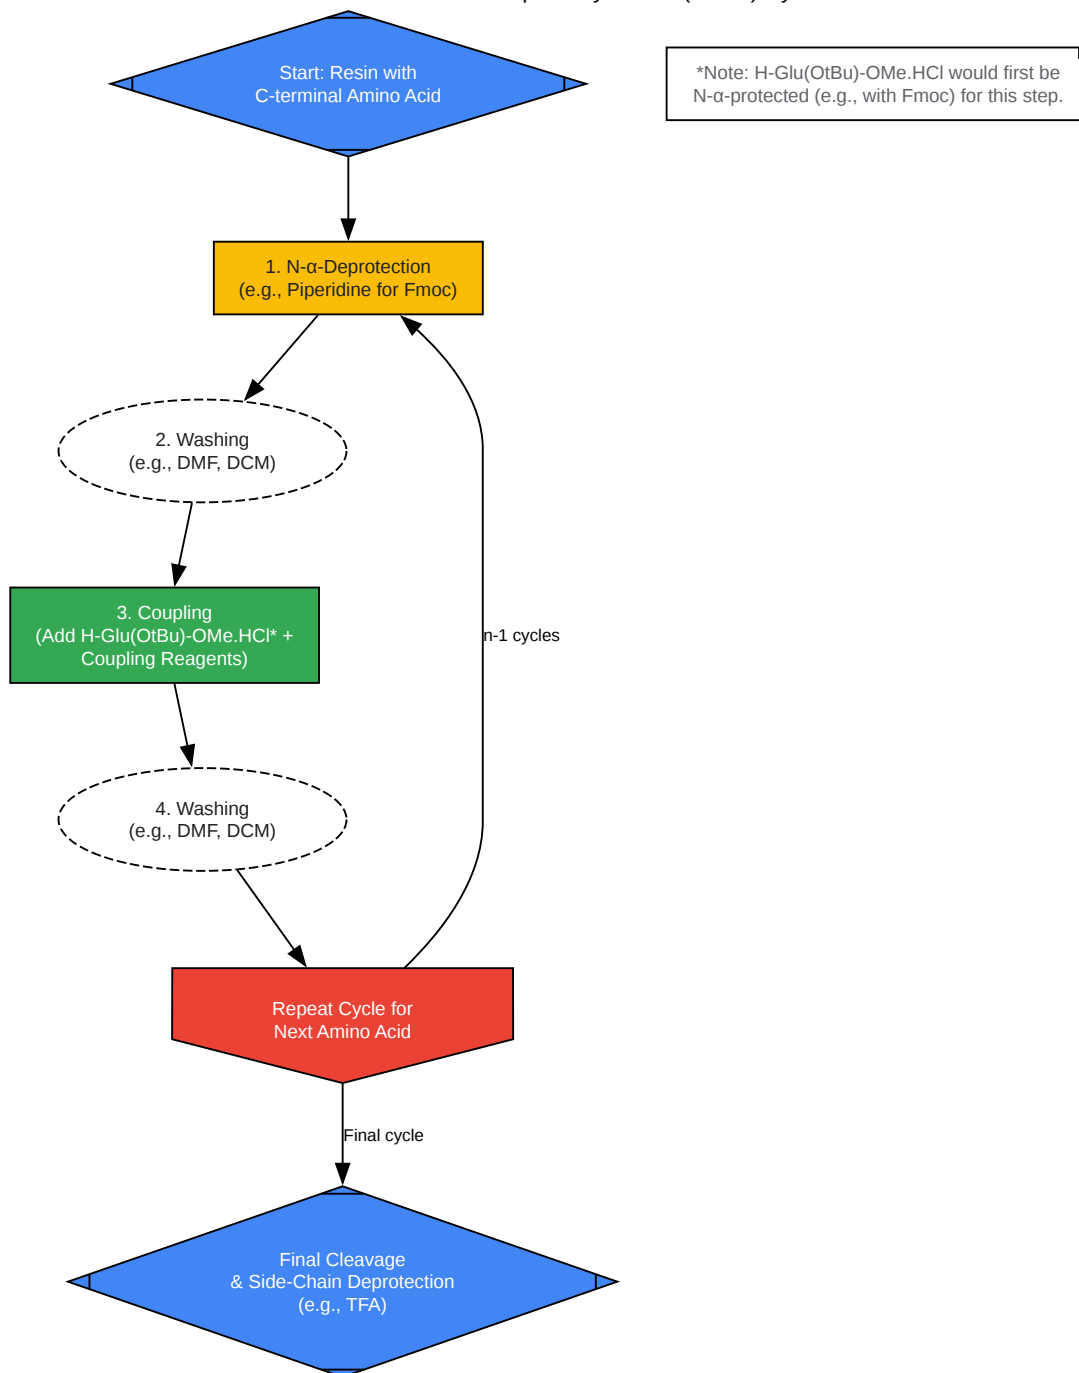 Start: Resin with
C-terminal Amino Acid
*Note: H-Glu(OtBu)-OMe.HCl would first be
N-α-protected (e.g., with Fmoc) for this step.
1. N-α-Deprotection
(e.g., Piperidine for Fmoc)
2. Washing
(e.g., DMF, DCM)
3. Coupling
(Add H-Glu(OtBu)-OMe.HCl* +
Coupling Reagents)
n-1 cycles
4. Washing
(e.g., DMF, DCM)
Repeat Cycle for
Next Amino Acid
Final cycle
Final Cleavage
& Side-Chain Deprotection
(e.g., TFA)